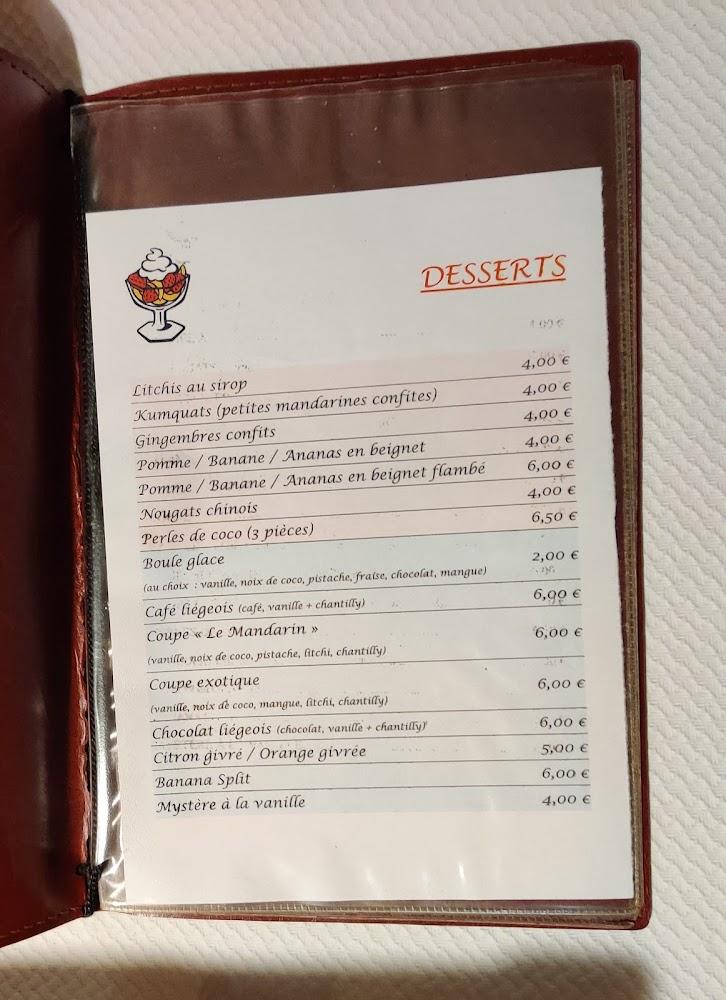 DESSERTS
Litchis au sirop 4,00 €
Kumquats (petites mandarines confites) 4,00 €
Gingembres confits 4,00 €
Pomme / Banane / Ananas en beignet 4,00 €
Pomme / Banane / Ananas en beignet flambé 6,00 €
Nougats chinois 4,00 €
Perles de coco (3 pièces) 6,50 €
Boule glace 2,00 €
(au choix : vanille, noix de coco, pistache, fraise, chocolat, mangue)
Café liégeois (café, vanille + chantilly) 6,00 €
Coupe « Le Mandarin » 6,00 €
(vanille, noix de coco, pistache, litchi, chantilly)
Coupe exotique 6,00 €
(vanille, noix de coco, mangue, litchi, chantilly)
Chocolat liégeois (chocolat, vanille + chantilly) 6,00 €
Citron givré / Orange givrée 5,00 €
Banana Split 6,00 €
Mystère à la vanille 4,00 €